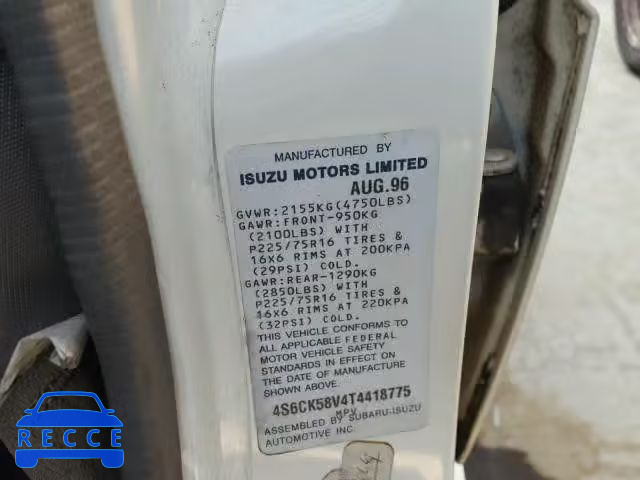 MANUFACTURED BY
ISUZU MOTORS LIMITED
AUG.96
GVWR:2155KG(4750LBS)
GAWR:FRONT-950KG
(2100LBS) WITH
P225/75R16 TIRES &
16X6 RIMS AT 200KPA
(29PSI) COLD.
GAWR:REAR-1290KG
(2850LBS) WITH
P225/75R16 TIRES &
16X6 RIMS AT 220KPA
(32PSI) COLD.
THIS VEHICLE CONFORMS TO
ALL APPLICABLE FEDERAL
MOTOR VEHICLE SAFETY
STANDARDS IN EFFECT ON
THE DATE OF MANUFACTURE
SHOWN ABOVE.
4S6CK58V4T4418775
MPV
ASSEMBLED BY SUBARU-ISUZU
AUTOMOTIVE INC.
RECCE